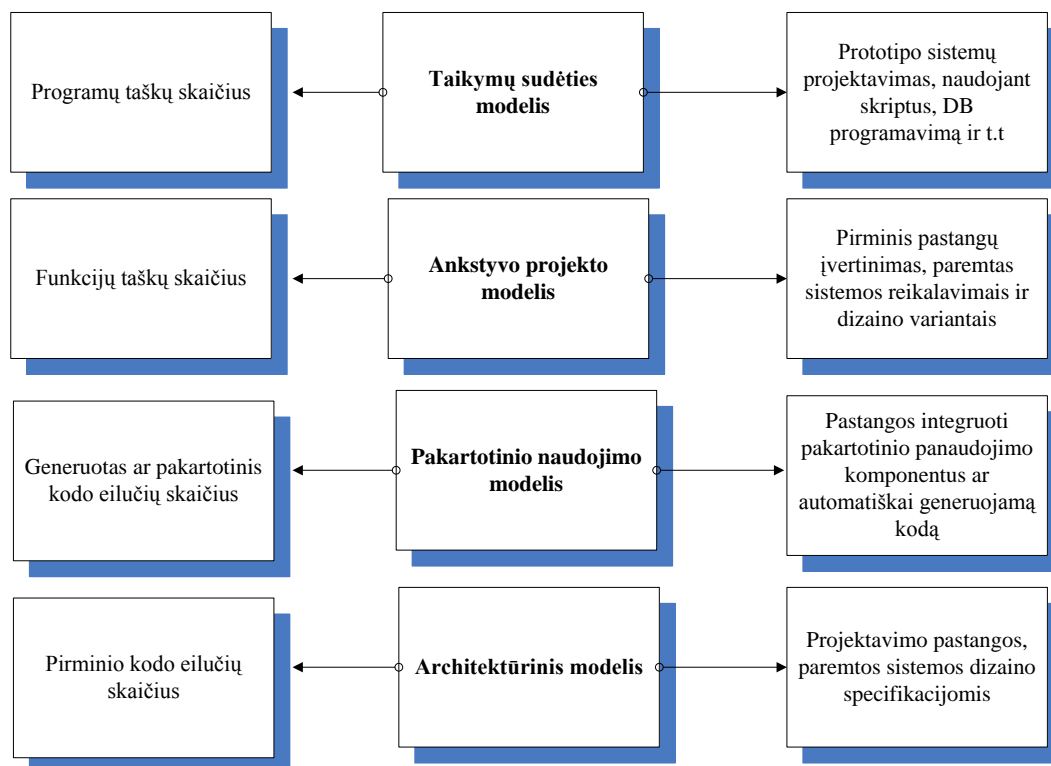 Programų taškų skaičius
Taikymų sudėties
modelis
Prototipo sistemų
projektavimas, naudojant
skriptus, DB
programavimą ir t.t
Funkcijų taškų skaičius
Ankstyvo projekto
modelis
Pirminis pastangų
įvertinimas, paremtas
sistemos reikalavimais ir
dizaino variantais
Generuotas ar pakartotinis
kodo eilučių skaičius
Pakartotinio naudojimo
modelis
Pastangos integruoti
pakartotinio panaudojimo
komponentus ar
automatiškai generuojamą
kodą
Pirminio kodo eilučių
skaičius
Architektūrinis modelis
Projektavimo pastangos,
paremtos sistemos dizaino
specifikacijomis